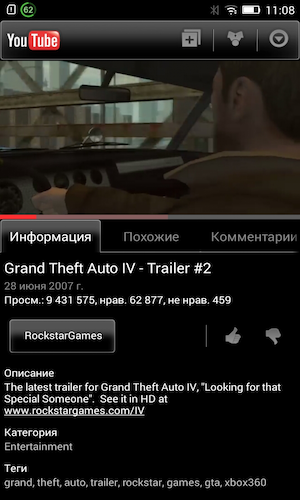 62
11:08
YouTube
Информация
Похожие
Комментарии
Grand Theft Auto IV - Trailer #2
28 июня 2007 г.
Просм.: 9 431 575, нрав. 62 877, не нрав. 459
RockstarGames
Описание
The latest trailer for Grand Theft Auto IV, "Looking for that
Special Someone".  See it in HD at
www.rockstargames.com/IV
Категория
Entertainment
Теги
grand, theft, auto, trailer, rockstar, games, gta, xbox360